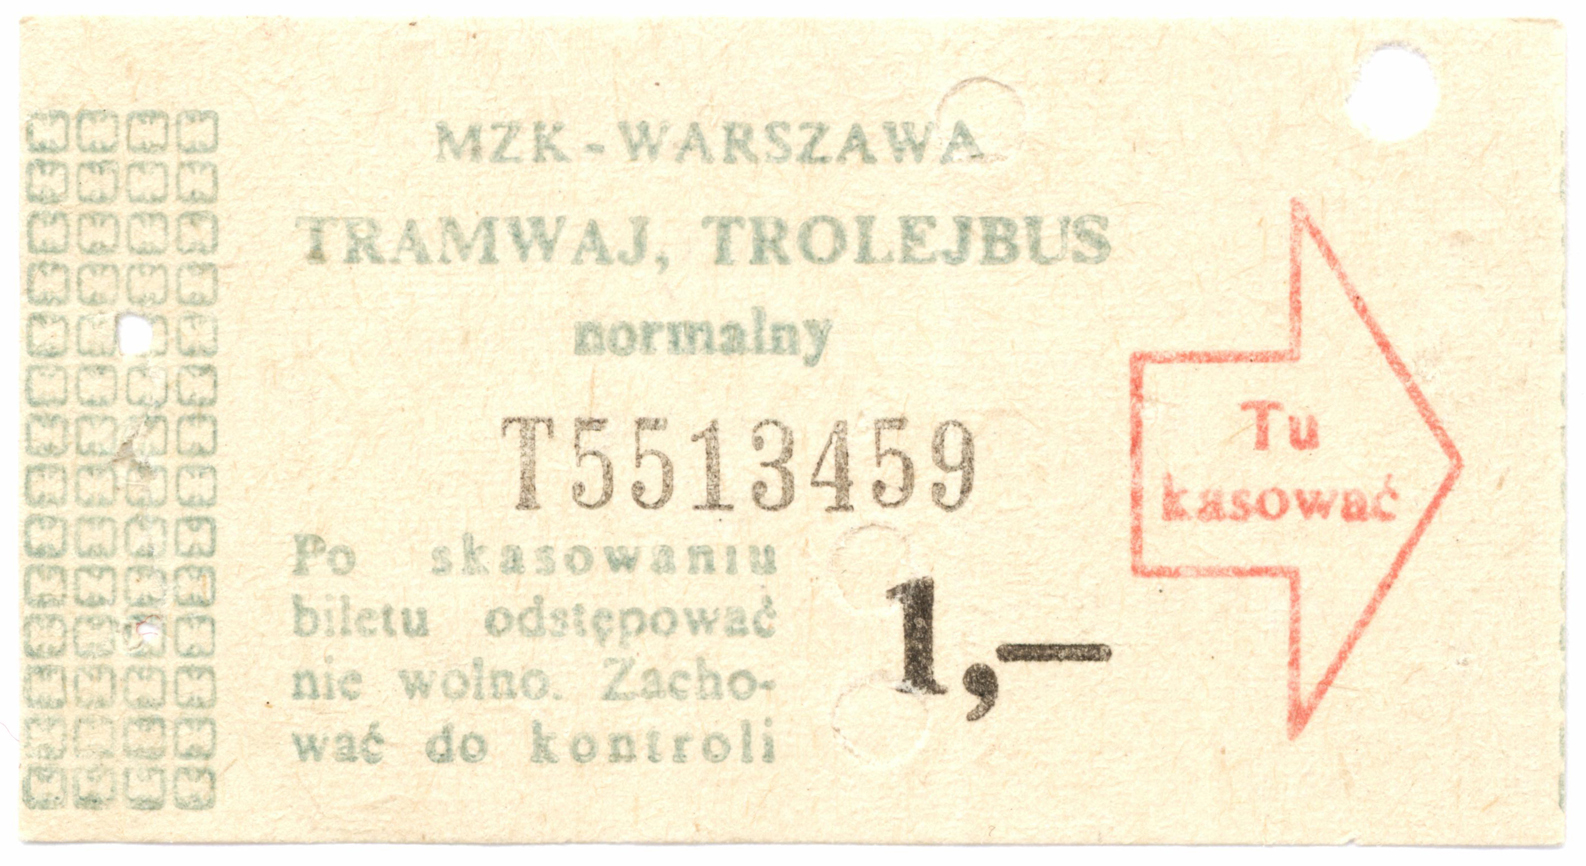 MZK-WARSZAWA
TRAMWAJ, TROLEJBUS
normalny
T5513459
Po skasowaniu
biletu odstępować
nie wolno. Zacho-
wać do kontroli
1,—
Tu
kasować